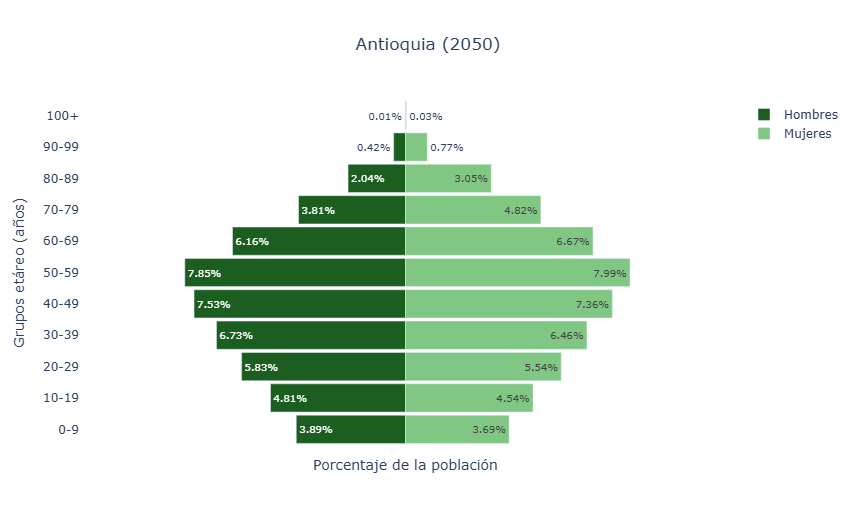 Antioquia (2050)
Hombres
Mujeres
Grupos etáreo (años)
100+ 0.01% 0.03%
90-99 0.42% 0.77%
80-89 2.04% 3.05%
70-79 3.81% 4.82%
60-69 6.16% 6.67%
50-59 7.85% 7.99%
40-49 7.53% 7.36%
30-39 6.73% 6.46%
20-29 5.83% 5.54%
10-19 4.81% 4.54%
0-9 3.89% 3.69%
Porcentaje de la población